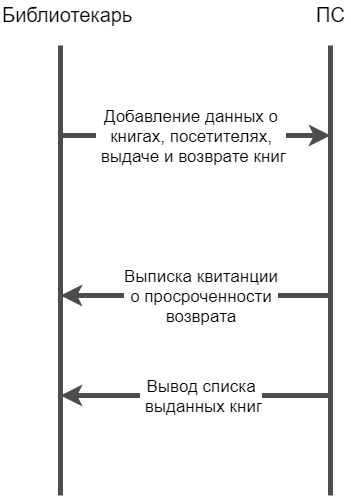 Библиотекарь ПС
Добавление данных о
книгах, посетителях,
выдаче и возврате книг
Выписка квитанции
о просроченности
возврата
Вывод списка
выданных книг